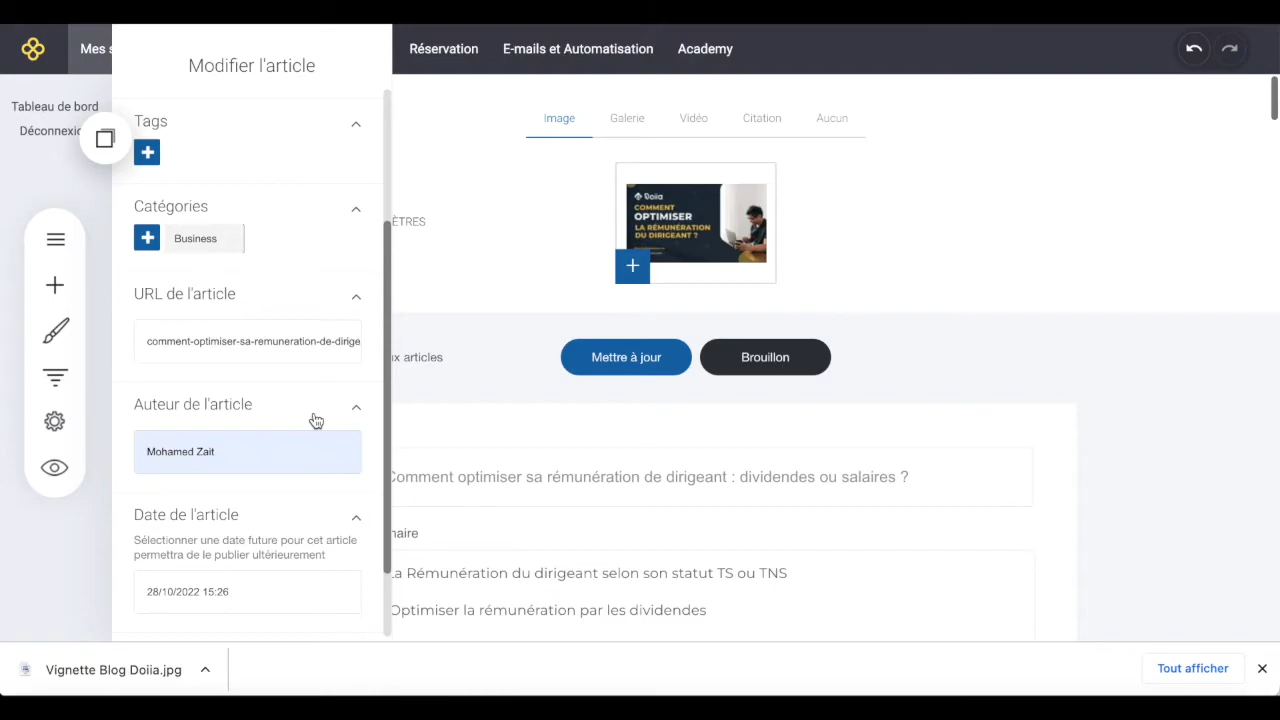 Mes s
Réservation
E-mails et Automatisation
Academy
Tableau de bord
Déconnexio
Modifier l'article
Tags
Catégories
Business
URL de l'article
comment-optimiser-sa-remuneration-de-dirige
Auteur de l'article
Mohamed Zait
Date de l'article
Sélectionner une date future pour cet article
permettra de le publier ultérieurement
28/10/2022 15:26
Image
Galerie
Vidéo
Citation
Aucun
ÈTRES
Doiia
COMMENT
OPTIMISER
LA RÉMUNÉRATION
DU DIRIGEANT ?
ux articles
Mettre à jour
Brouillon
Comment optimiser sa rémunération de dirigeant : dividendes ou salaires ?
naire
La Rémunération du dirigeant selon son statut TS ou TNS
Optimiser la rémunération par les dividendes
Vignette Blog Doiia.jpg
Tout afficher